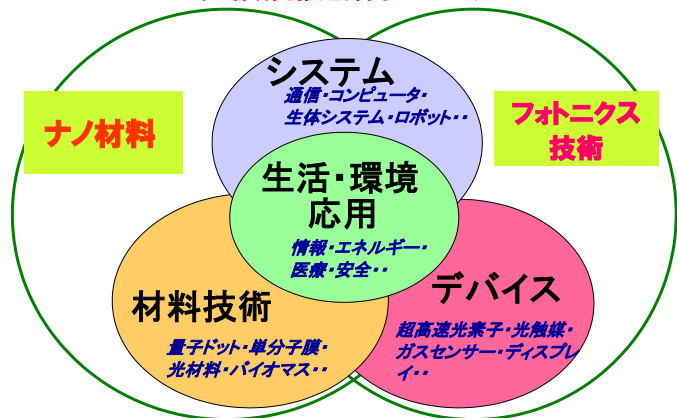 システム
通信・コンピュータ・
生体システム・ロボット・・
ナノ材料
フォトニクス
技術
生活・環境
応用
情報・エネルギー・
医療・安全・・
デバイス
超高速光素子・光触媒・
ガスセンサー・ディスプレ
イ・・
材料技術
量子ドット・単分子膜・
光材料・バイオマス・・